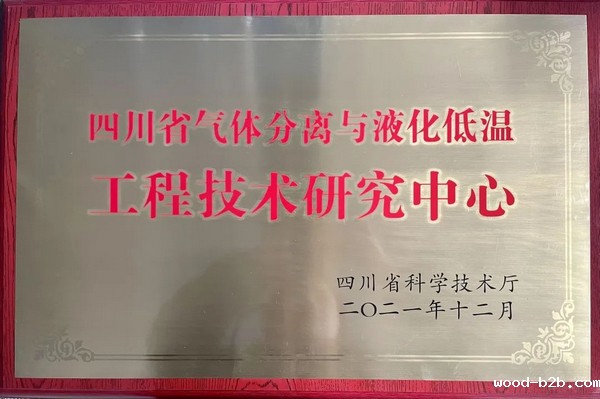 四川省气体分离与液化低温
工程技术研究中心
四川省科学技术厅
二〇二一年十二月
wood-b2b.com